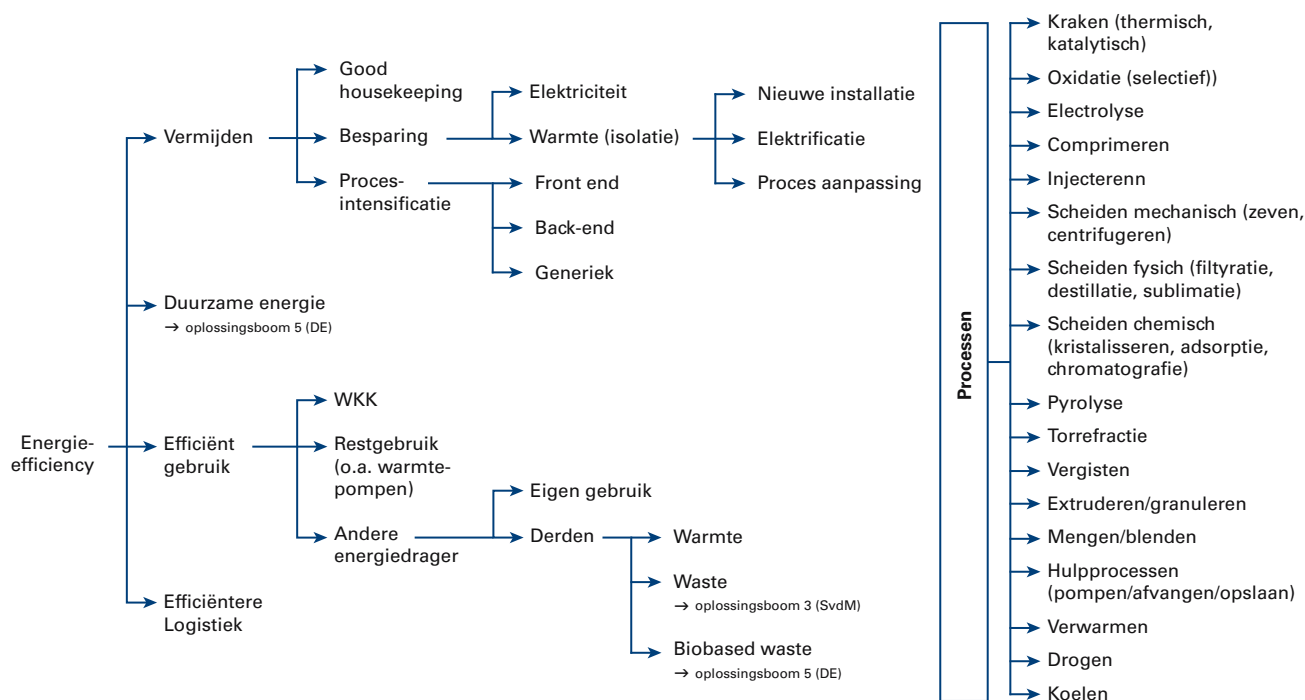 Energie-
efficiency
Vermijden
Good
housekeeping
Besparing
Elektriciteit
Warmte (isolatie)
Nieuwe installatie
Elektrificatie
Proces aanpassing
Proces-
intensificatie
Front end
Back-end
Generiek
Duurzame energie
→ oplossingsboom 5 (DE)
Efficiënt
gebruik
WKK
Restgebruik
(o.a. warmte-
pompen)
Andere
energiedrager
Eigen gebruik
Derden
Warmte
Waste
→ oplossingsboom 3 (SvdM)
Biobased waste
→ oplossingsboom 5 (DE)
Efficiëntere
Logistiek
Processen
Kraken (thermisch,
katalytisch)
Oxidatie (selectief))
Electrolyse
Comprimeren
Injecterenn
Scheiden mechanisch (zeven,
centrifugeren)
Scheiden fysich (filtyratie,
destillatie, sublimatie)
Scheiden chemisch
(kristalisseren, adsorptie,
chromatografie)
Pyrolyse
Torrefractie
Vergisten
Extruderen/granuleren
Mengen/blenden
Hulpprocessen
(pompen/afvangen/opslaan)
Verwarmen
Drogen
Koelen